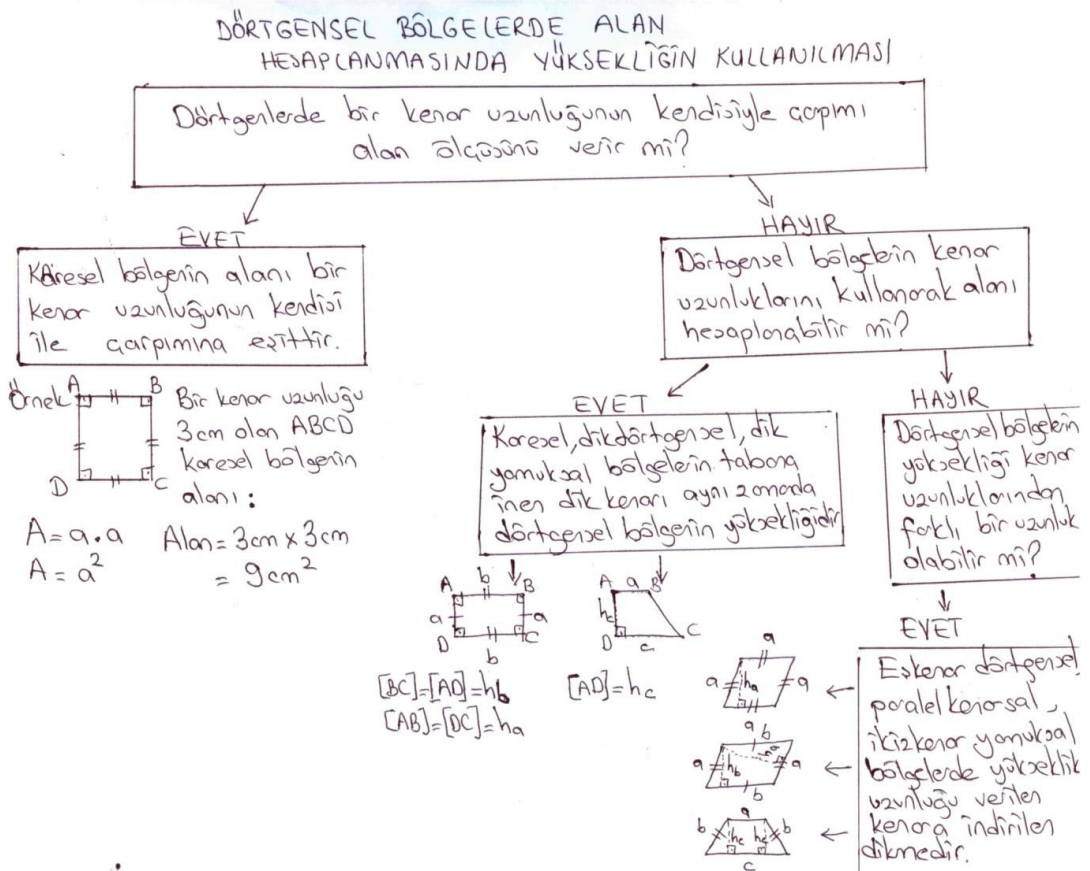 DÖRTGENSEL BÖLGELERDE ALAN
HESAPLANMASINDA YÜKSEKLİĞİN KULLANILMASI
Dörtgenlerde bir kenar uzunluğunun kendisiyle çarpımı
alan ölçüsünü verir mi?
EVET
Karesel bölgenin alanı bir
kenar uzunluğunun kendisi
ile çarpımına eşittir.
Örnek
A
B
D
C
Bir kenar uzunluğu
3cm olan ABCD
karesel bölgenin
alanı:
A = a.a
A = a²
Alan = 3cm x 3cm
= 9cm²
HAYIR
Dörtgensel bölgelerin kenar
uzunluklarını kullanarak alanı
hesaplanabilir mi?
EVET
Karesel, dikdörtgensel, dik
yamuksal bölgelerin tabana
inen dik kenarı aynı zamanda
dörtgensel bölgenin yüksekliğidir
A b B
a a
D C
b
[BC]=[AD]=hb
[AB]=[DC]=ha
A a B
hc
D c C
[AD]=hc
HAYIR
Dörtgensel bölgelerin
yüksekliği kenar
uzunluklarından
farklı bir uzunluk
olabilir mi?
EVET
Eşkenar dörtgensel,
paralelkenarsal,
ikizkenar yamuksal
bölgelerde yükseklik
uzunluğu verilen
kenara indirilen
dikmedir.
a
a ha a
a b
ha
a hb a
b
a
b hc hc b
c